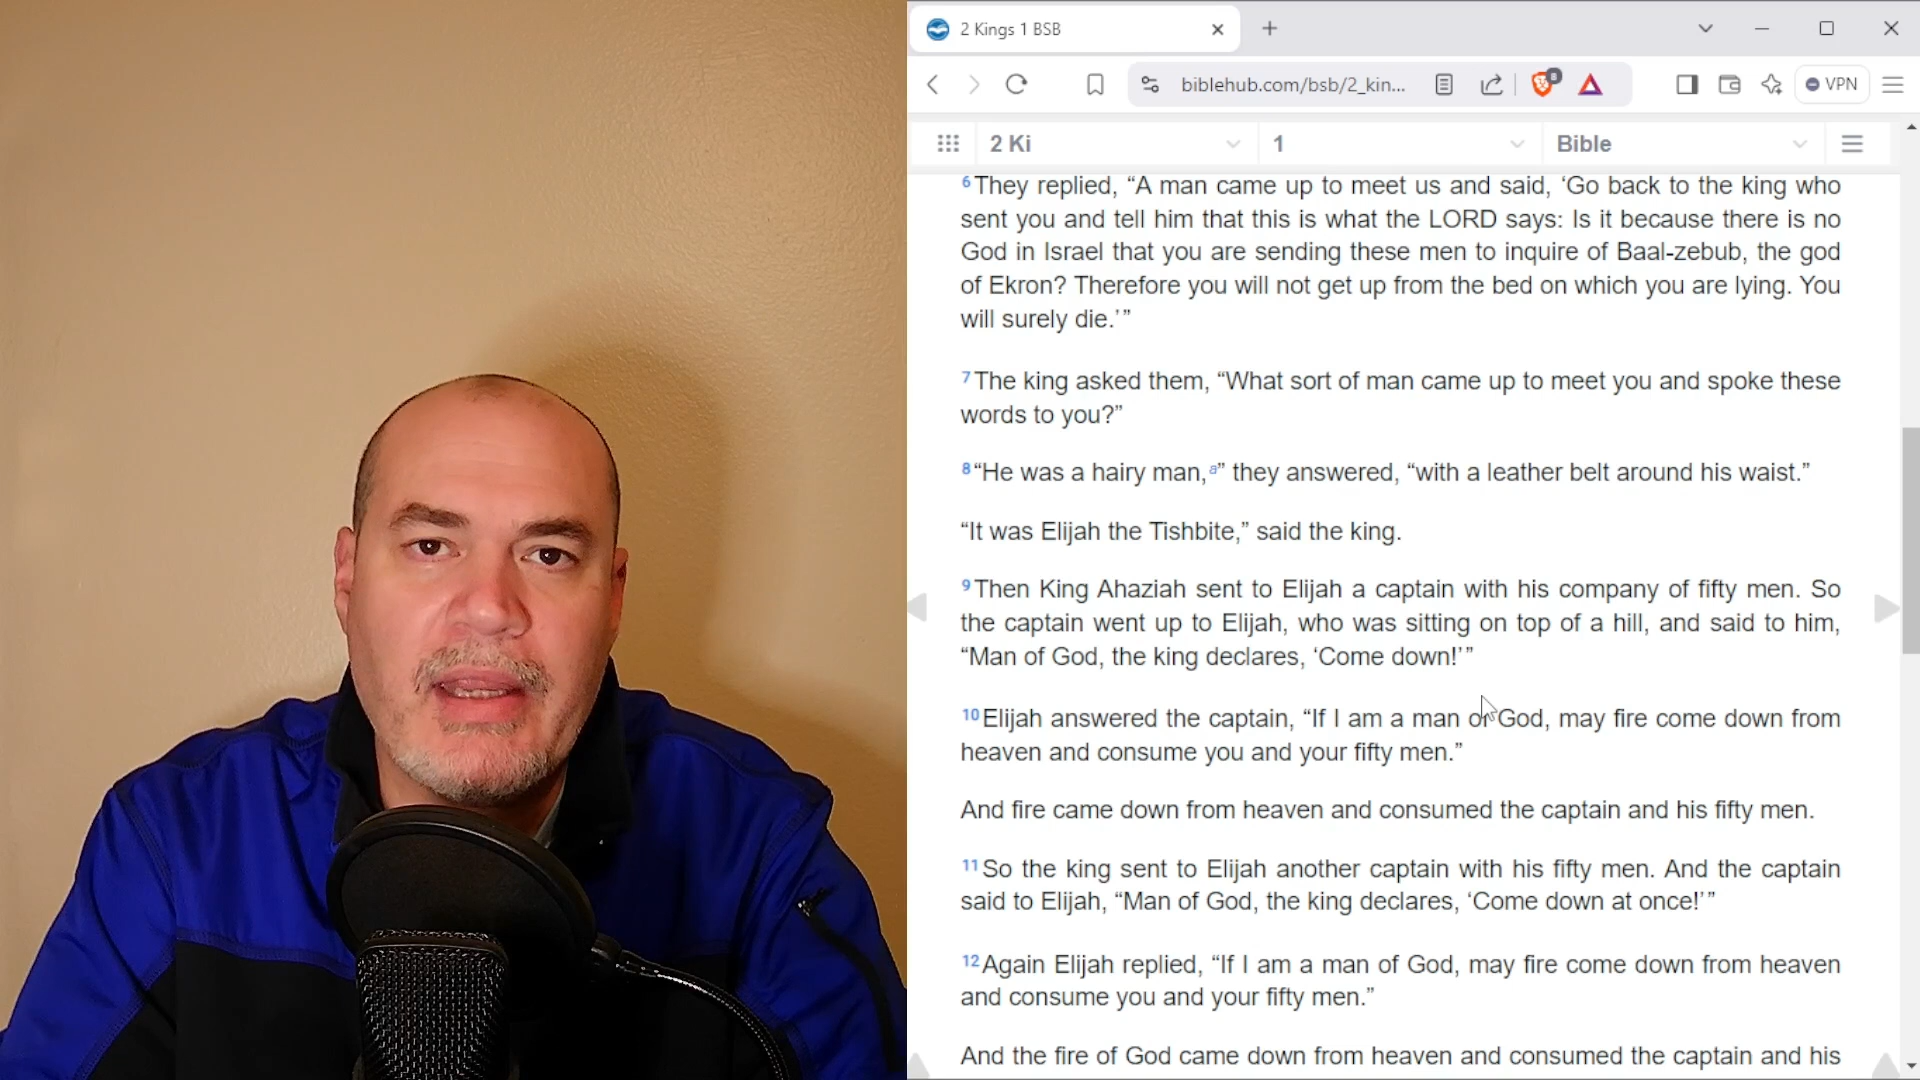 2 Kings 1 BSB
biblehub.com/bsb/2_kin...
8
VPN
2 Ki
1
Bible
6 They replied, “A man came up to meet us and said, ‘Go back to the king who
sent you and tell him that this is what the LORD says: Is it because there is no
God in Israel that you are sending these men to inquire of Baal-zebub, the god
of Ekron? Therefore you will not get up from the bed on which you are lying. You
will surely die.’”
7 The king asked them, “What sort of man came up to meet you and spoke these
words to you?”
8 “He was a hairy man,a” they answered, “with a leather belt around his waist.”
“It was Elijah the Tishbite,” said the king.
9 Then King Ahaziah sent to Elijah a captain with his company of fifty men. So
the captain went up to Elijah, who was sitting on top of a hill, and said to him,
“Man of God, the king declares, ‘Come down!’”
10 Elijah answered the captain, “If I am a man of God, may fire come down from
heaven and consume you and your fifty men.”
And fire came down from heaven and consumed the captain and his fifty men.
11 So the king sent to Elijah another captain with his fifty men. And the captain
said to Elijah, “Man of God, the king declares, ‘Come down at once!’”
12 Again Elijah replied, “If I am a man of God, may fire come down from heaven
and consume you and your fifty men.”
And the fire of God came down from heaven and consumed the captain and his